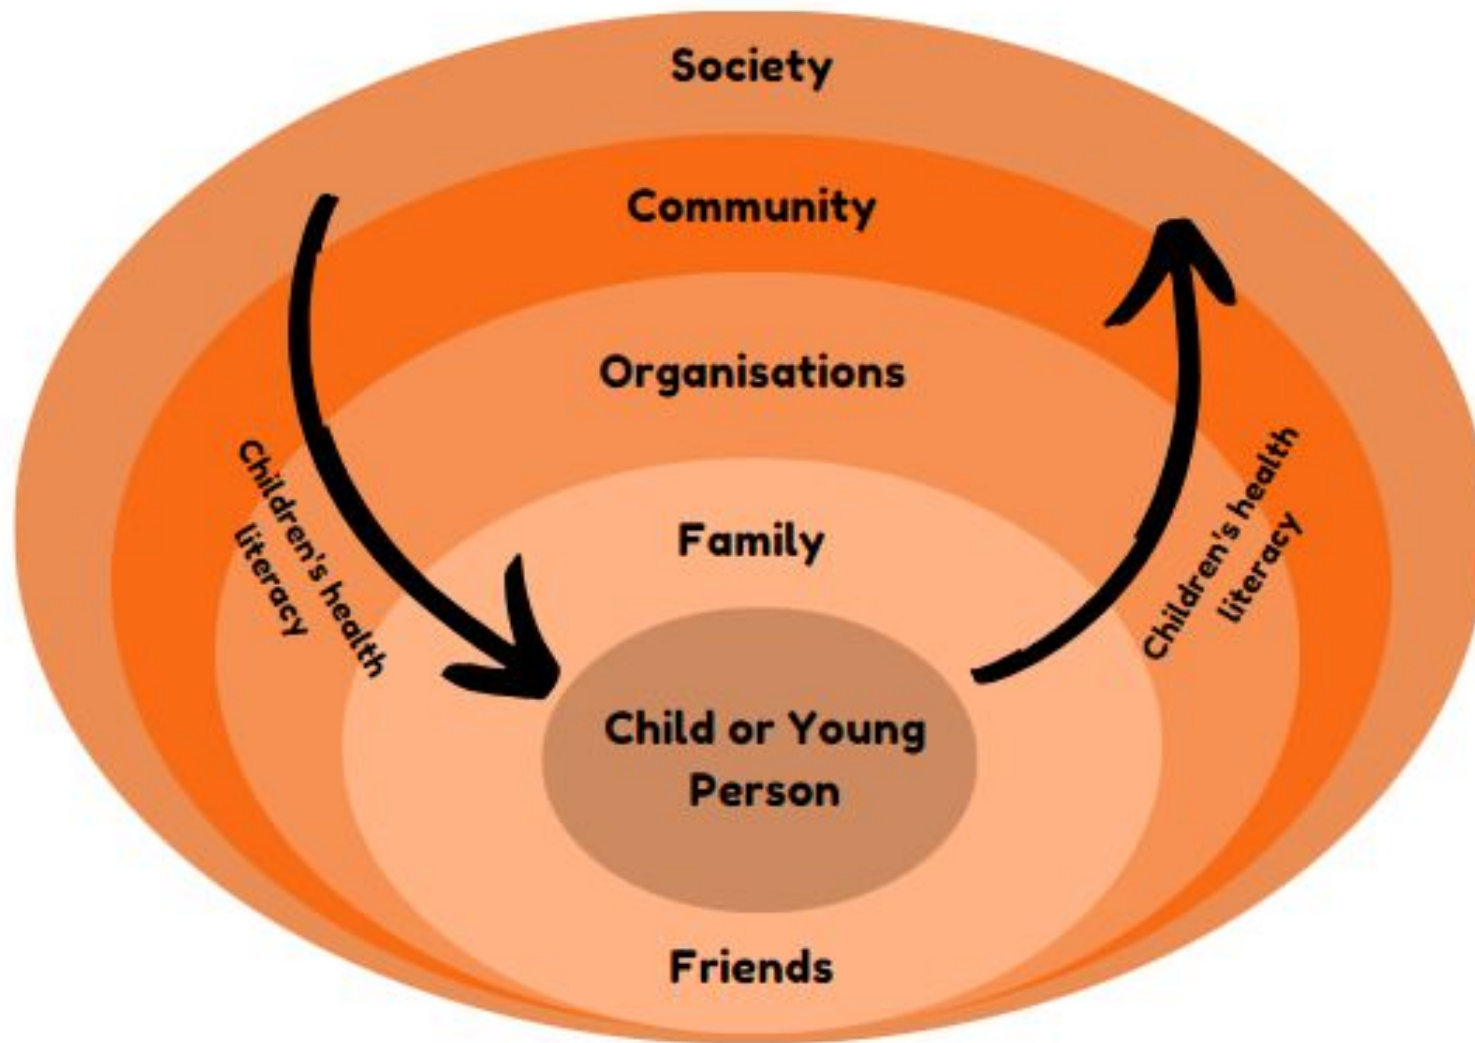 Society
Community
Organisations
Children's health
literacy
Children's health
literacy
Family
Child or Young
Person
Friends